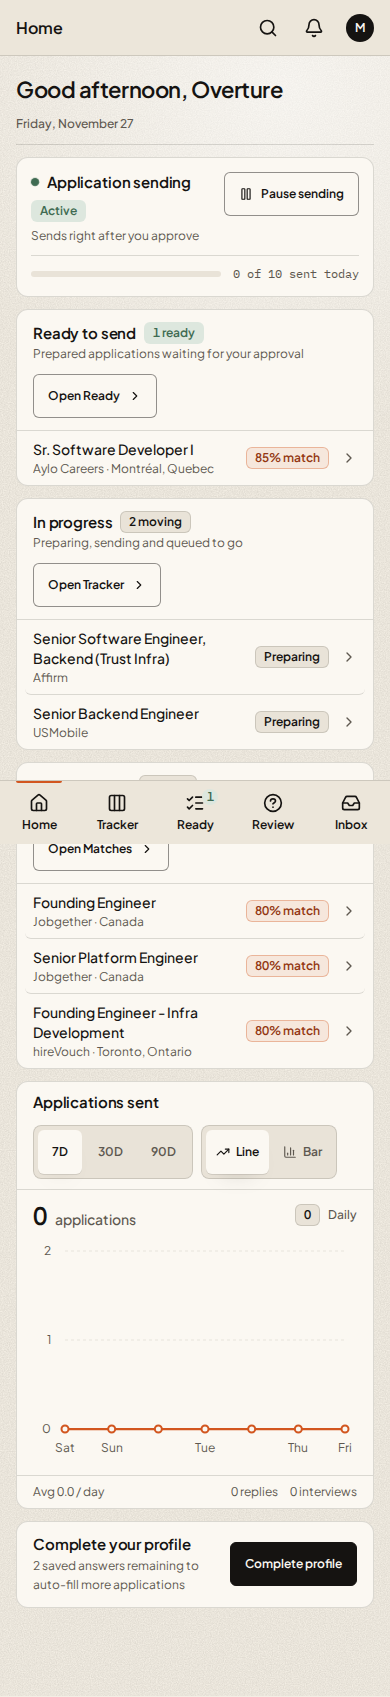 Home
M
Good afternoon, Overture
Friday, November 27
Application sending
Pause sending
Active
Sends right after you approve
0 of 10 sent today
Ready to send
1 ready
Prepared applications waiting for your approval
Open Ready
Sr. Software Developer I
85% match
Aylo Careers · Montréal, Quebec
In progress
2 moving
Preparing, sending and queued to go
Open Tracker
Senior Software Engineer,
Backend (Trust Infra)
Preparing
Affirm
Senior Backend Engineer
Preparing
USMobile
1
Home
Tracker
Ready
Review
Inbox
Open Matches
Founding Engineer
80% match
Jobgether · Canada
Senior Platform Engineer
80% match
Jobgether · Canada
Founding Engineer - Infra
Development
80% match
hireVouch · Toronto, Ontario
Applications sent
7D
30D
90D
Line
Bar
0 applications
0 Daily
2
1
0
Sat
Sun
Tue
Thu
Fri
Avg 0.0 / day
0 replies
0 interviews
Complete your profile
2 saved answers remaining to
auto-fill more applications
Complete profile